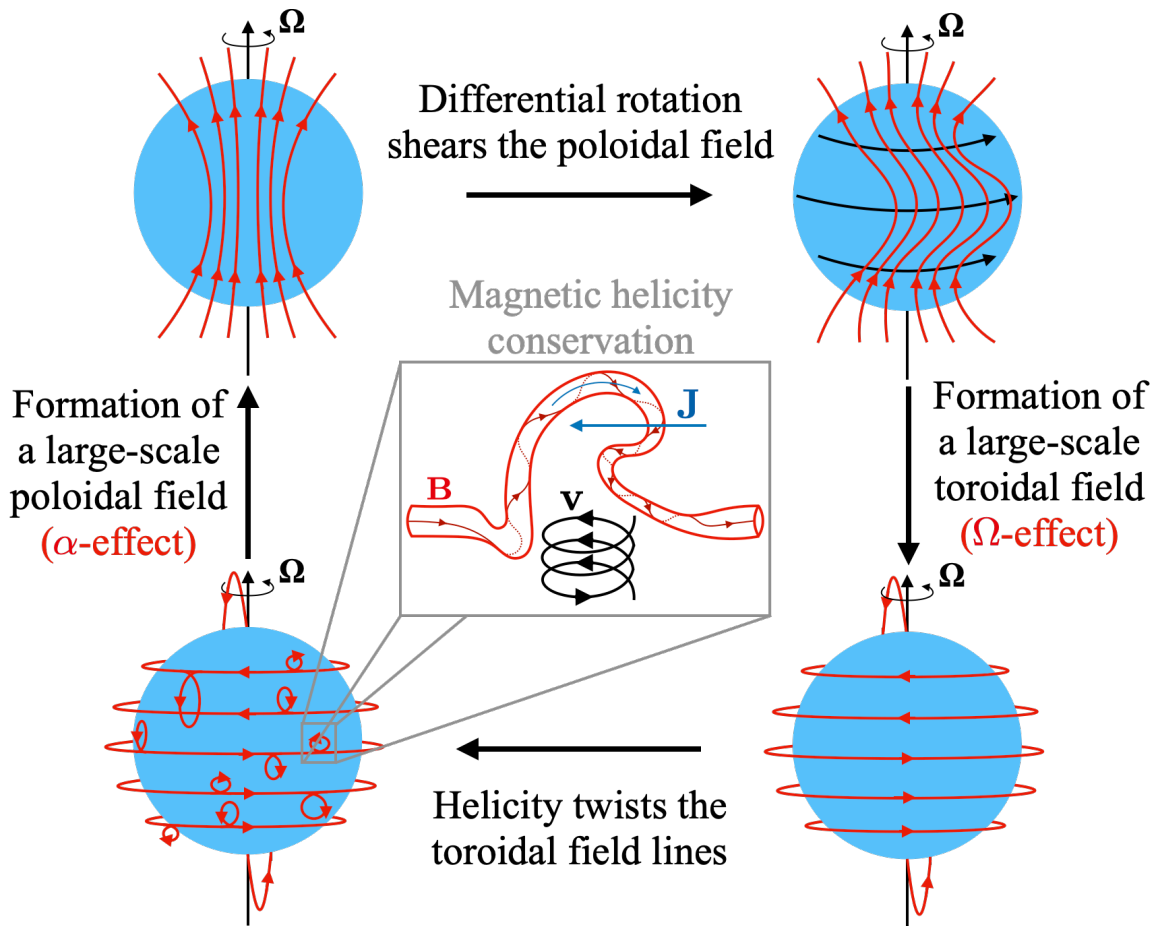 Ω
Ω
Differential rotation
shears the poloidal field
Magnetic helicity
conservation
Formation of
a large-scale
poloidal field
(α-effect)
J
B
v
Formation of
a large-scale
toroidal field
(Ω-effect)
Ω
Ω
Helicity twists the
toroidal field lines